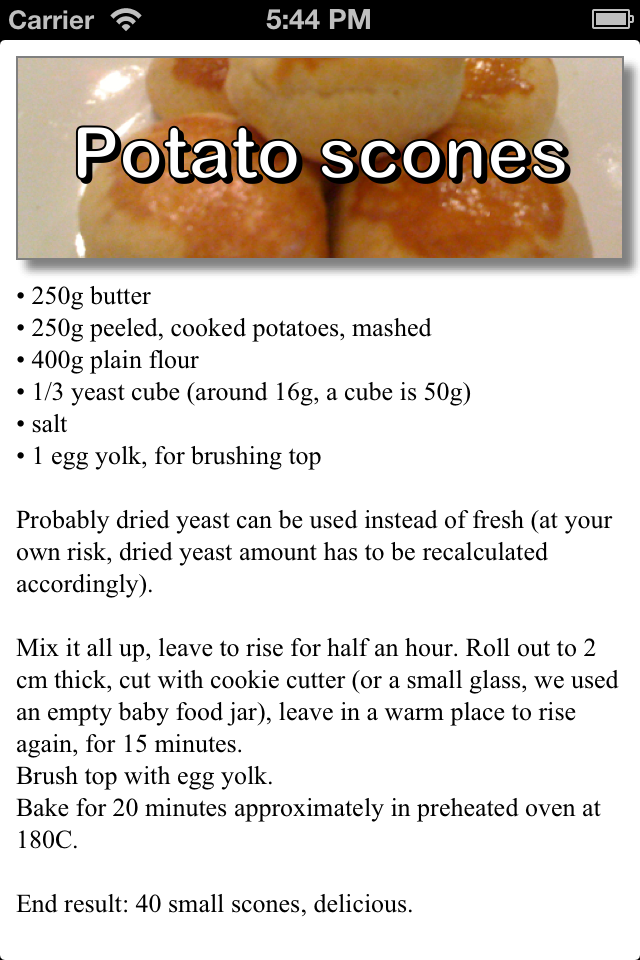 Carrier 5:44 PM
Potato scones
• 250g butter
• 250g peeled, cooked potatoes, mashed
• 400g plain flour
• 1/3 yeast cube (around 16g, a cube is 50g)
• salt
• 1 egg yolk, for brushing top
Probably dried yeast can be used instead of fresh (at your
own risk, dried yeast amount has to be recalculated
accordingly).
Mix it all up, leave to rise for half an hour. Roll out to 2
cm thick, cut with cookie cutter (or a small glass, we used
an empty baby food jar), leave in a warm place to rise
again, for 15 minutes.
Brush top with egg yolk.
Bake for 20 minutes approximately in preheated oven at
180C.
End result: 40 small scones, delicious.